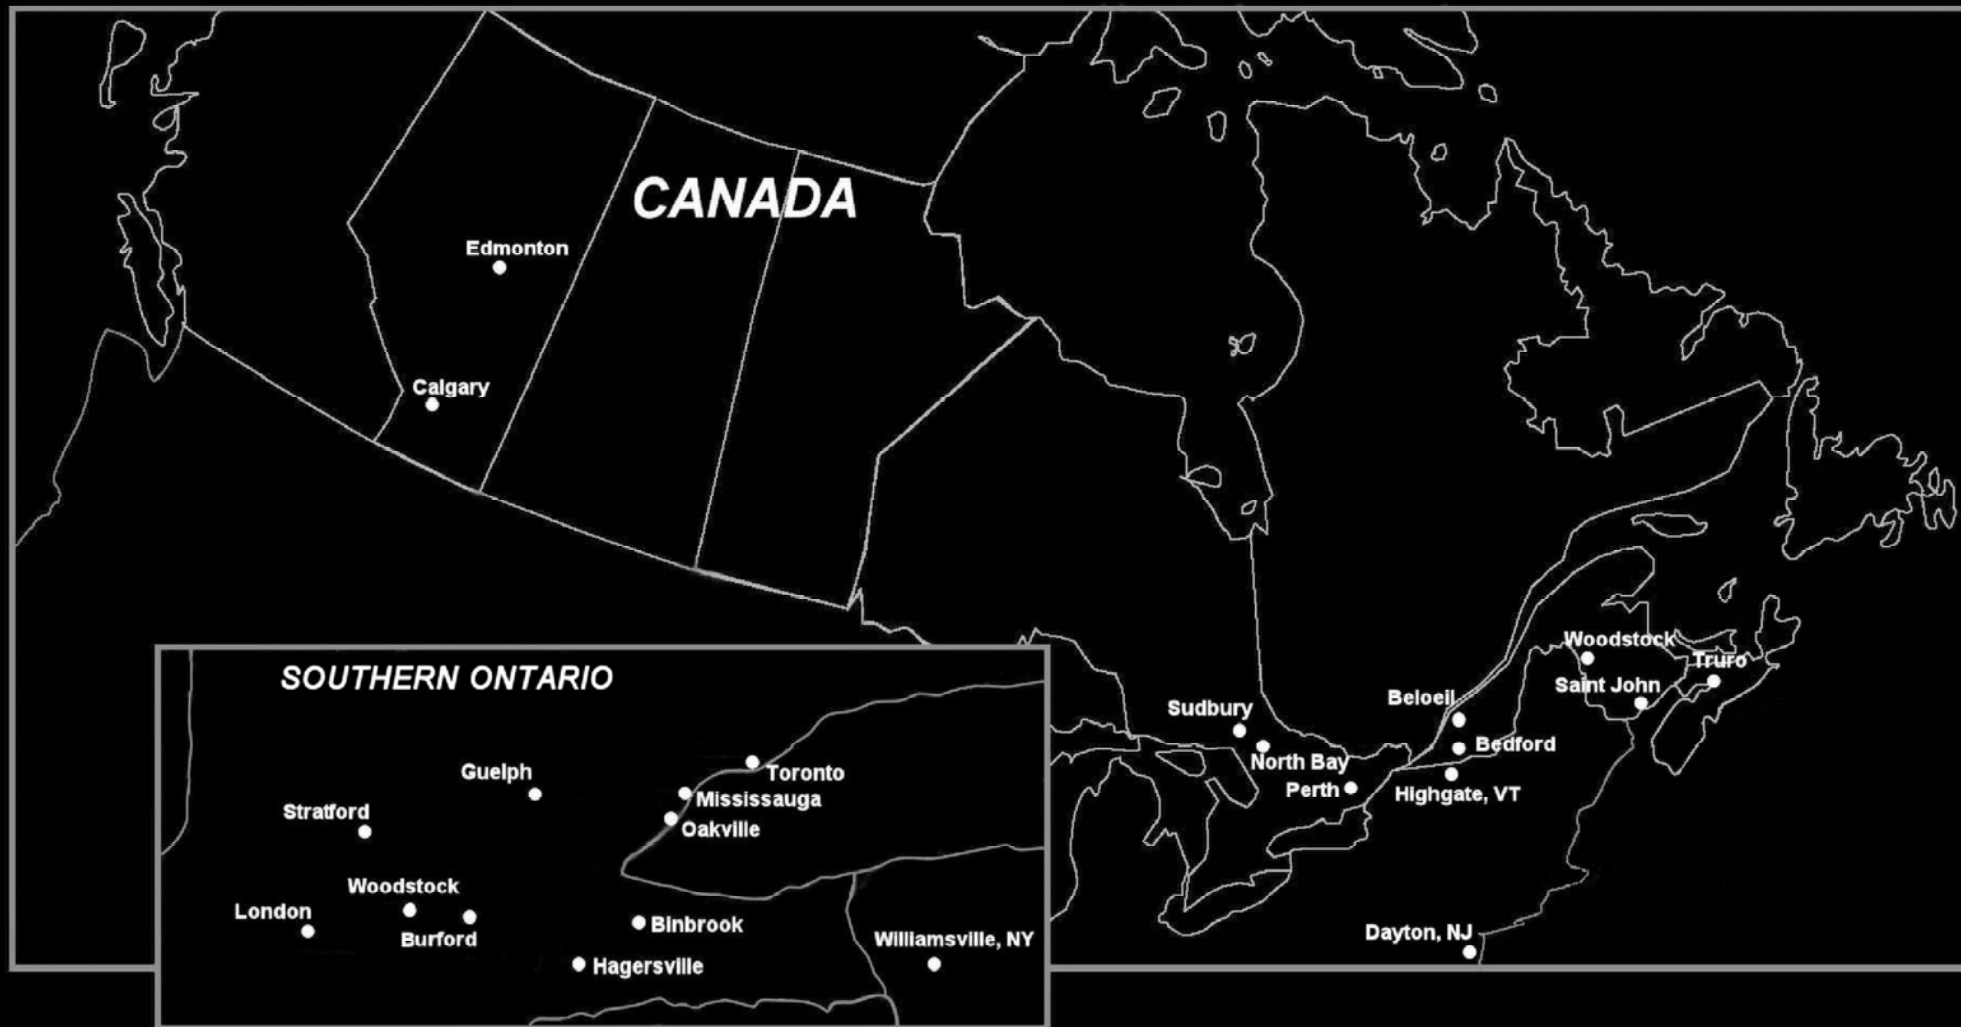 CANADA
Edmonton
Calgary
Woodstock
Truro
Saint John
Beloeil
Sudbury
Bedford
North Bay
Perth
Highgate, VT
Dayton, NJ
SOUTHERN ONTARIO
Toronto
Guelph
Mississauga
Stratford
Oakville
Woodstock
London
Binbrook
Burford
Williamsville, NY
Hagersville